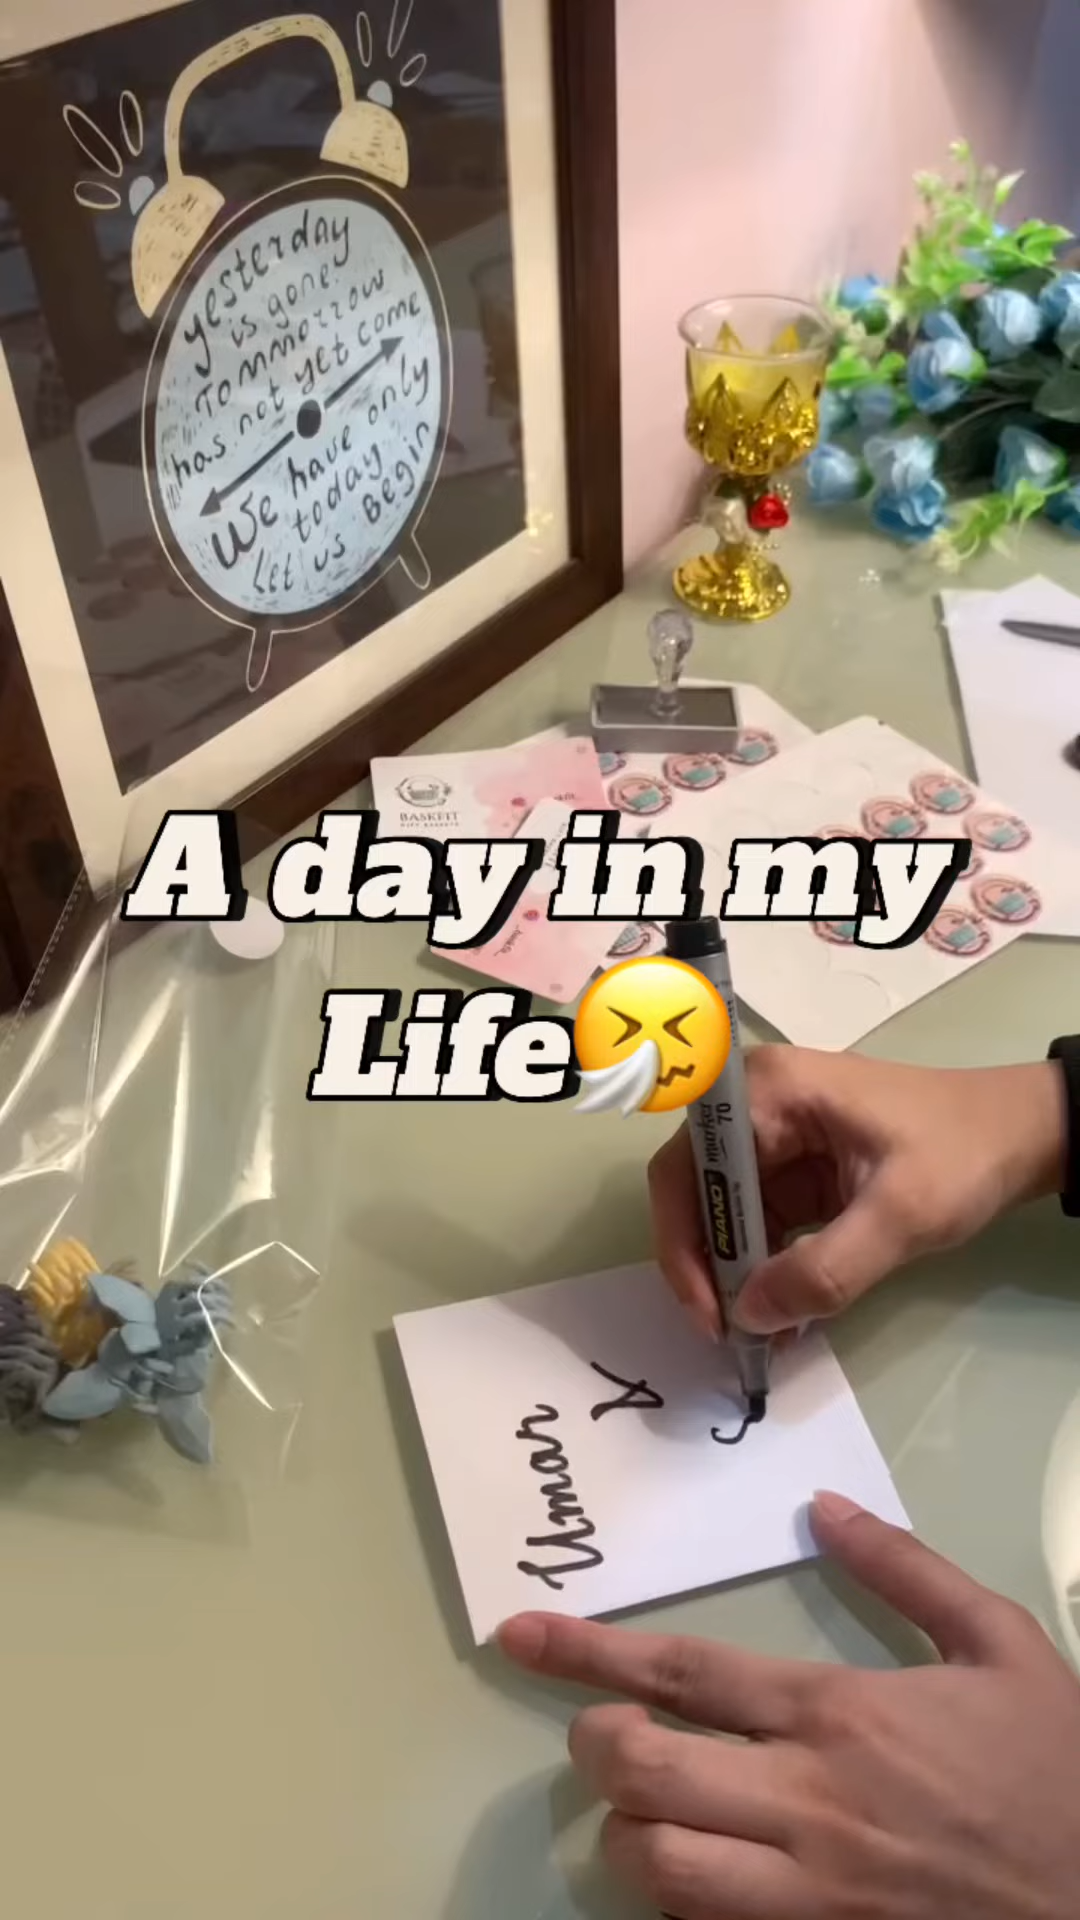 yesterday
is gone.
Tommorrow
has not yet come
We have only
today.
Let us Begin
BASKFIT
A day in my
Life🤧
marker
70
PIANO
Umar